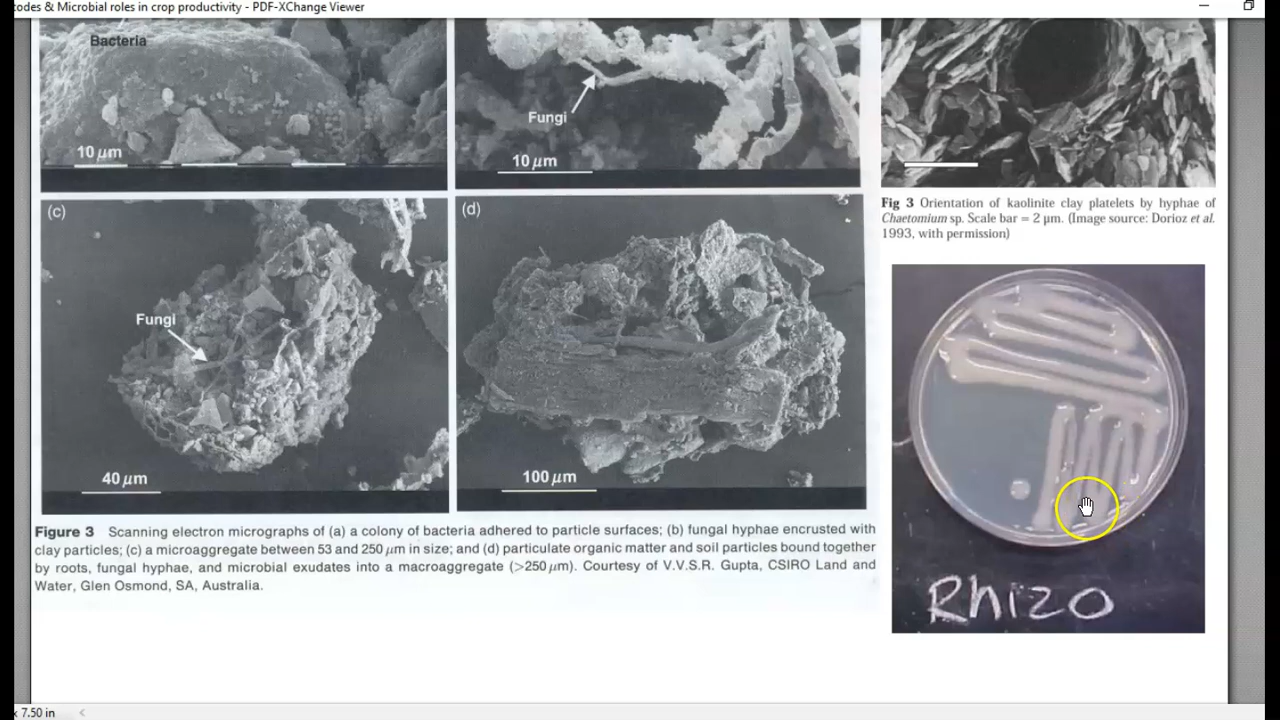 codes & Microbial roles in crop productivity - PDF-XChange Viewer
Bacteria
10 µm
Fungi
10 µm
Fig 3 Orientation of kaolinite clay platelets by hyphae of
Chaetomium sp. Scale bar = 2 µm. (Image source: Dorioz et al.
1993, with permission)
(c)
Fungi
40 µm
(d)
100 µm
Figure 3 Scanning electron micrographs of (a) a colony of bacteria adhered to particle surfaces; (b) fungal hyphae encrusted with
clay particles; (c) a microaggregate between 53 and 250 µm in size; and (d) particulate organic matter and soil particles bound together
by roots, fungal hyphae, and microbial exudates into a macroaggregate (>250 µm). Courtesy of V.V.S.R. Gupta, CSIRO Land and
Water, Glen Osmond, SA, Australia.
Rhizo
x 7.50 in